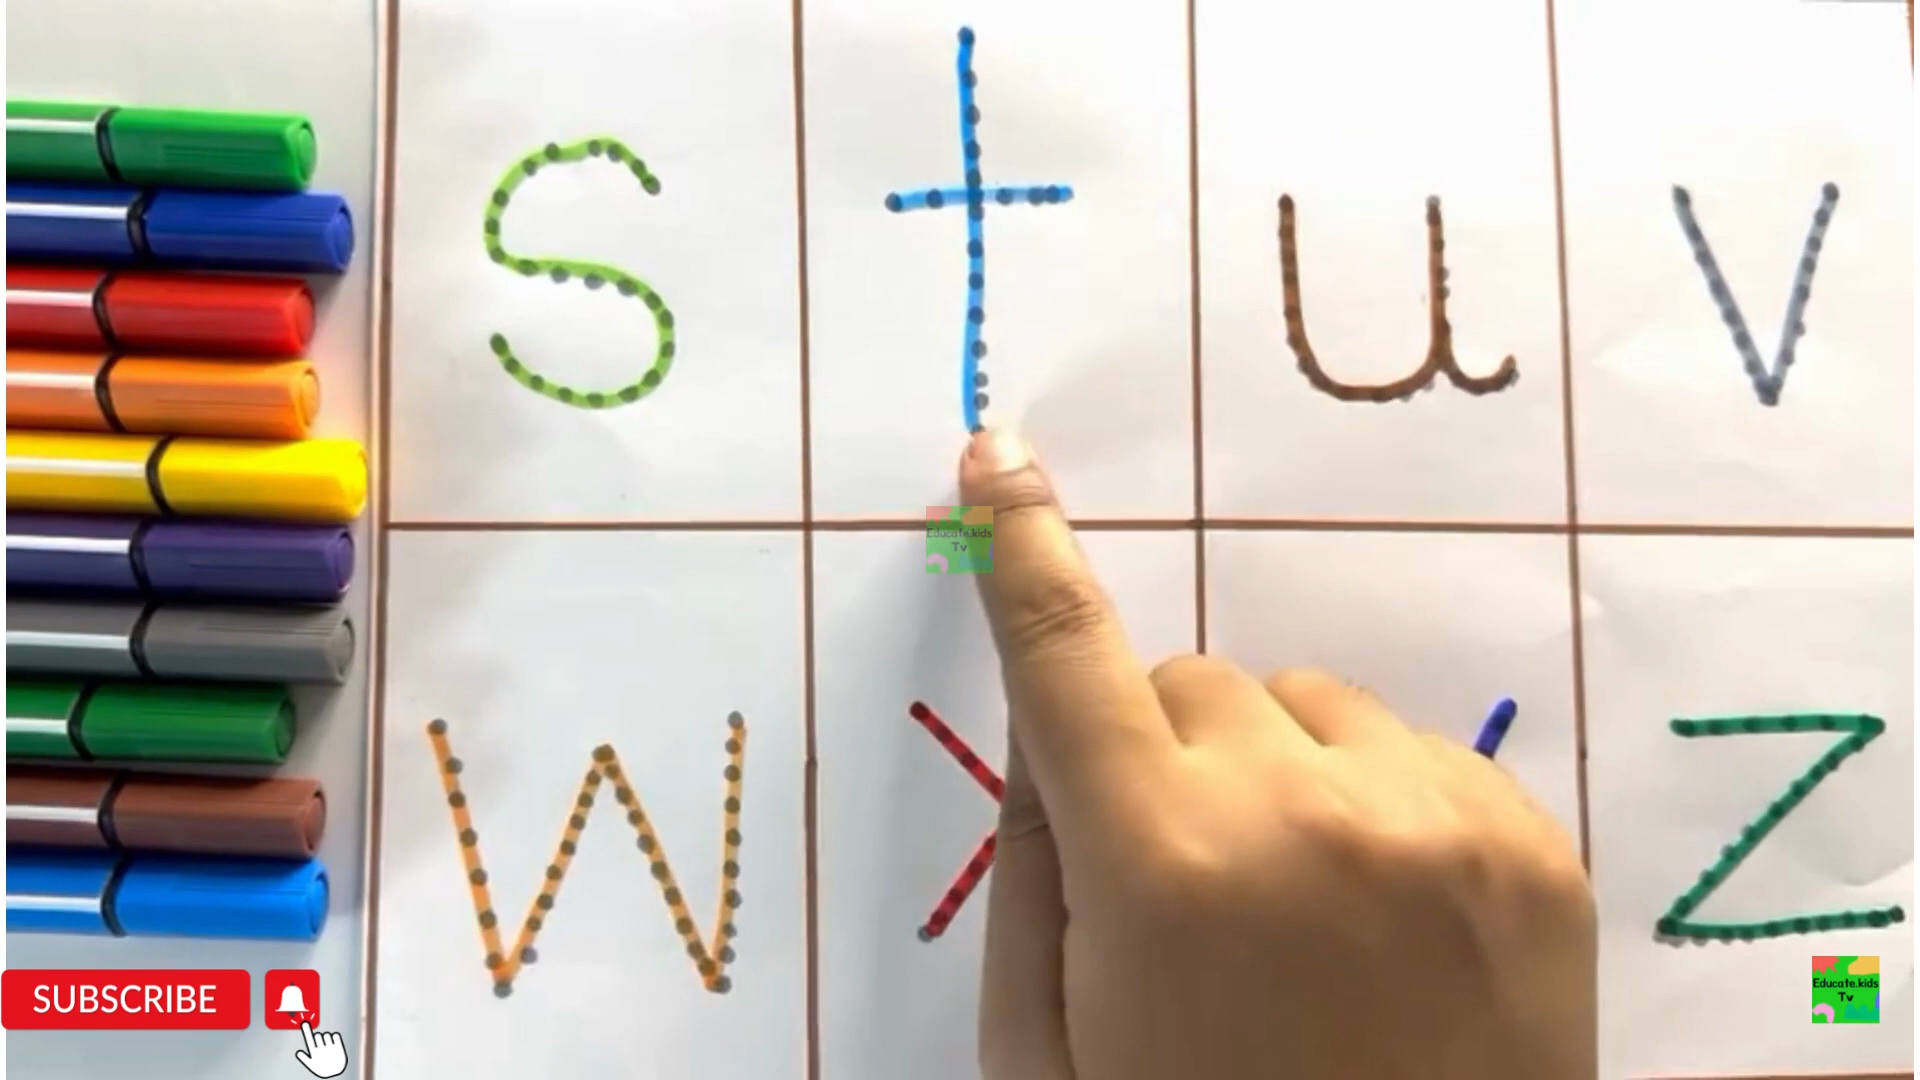 s t u v
Educate.kids
Tv
w x z
SUBSCRIBE
Educate.kids
Tv